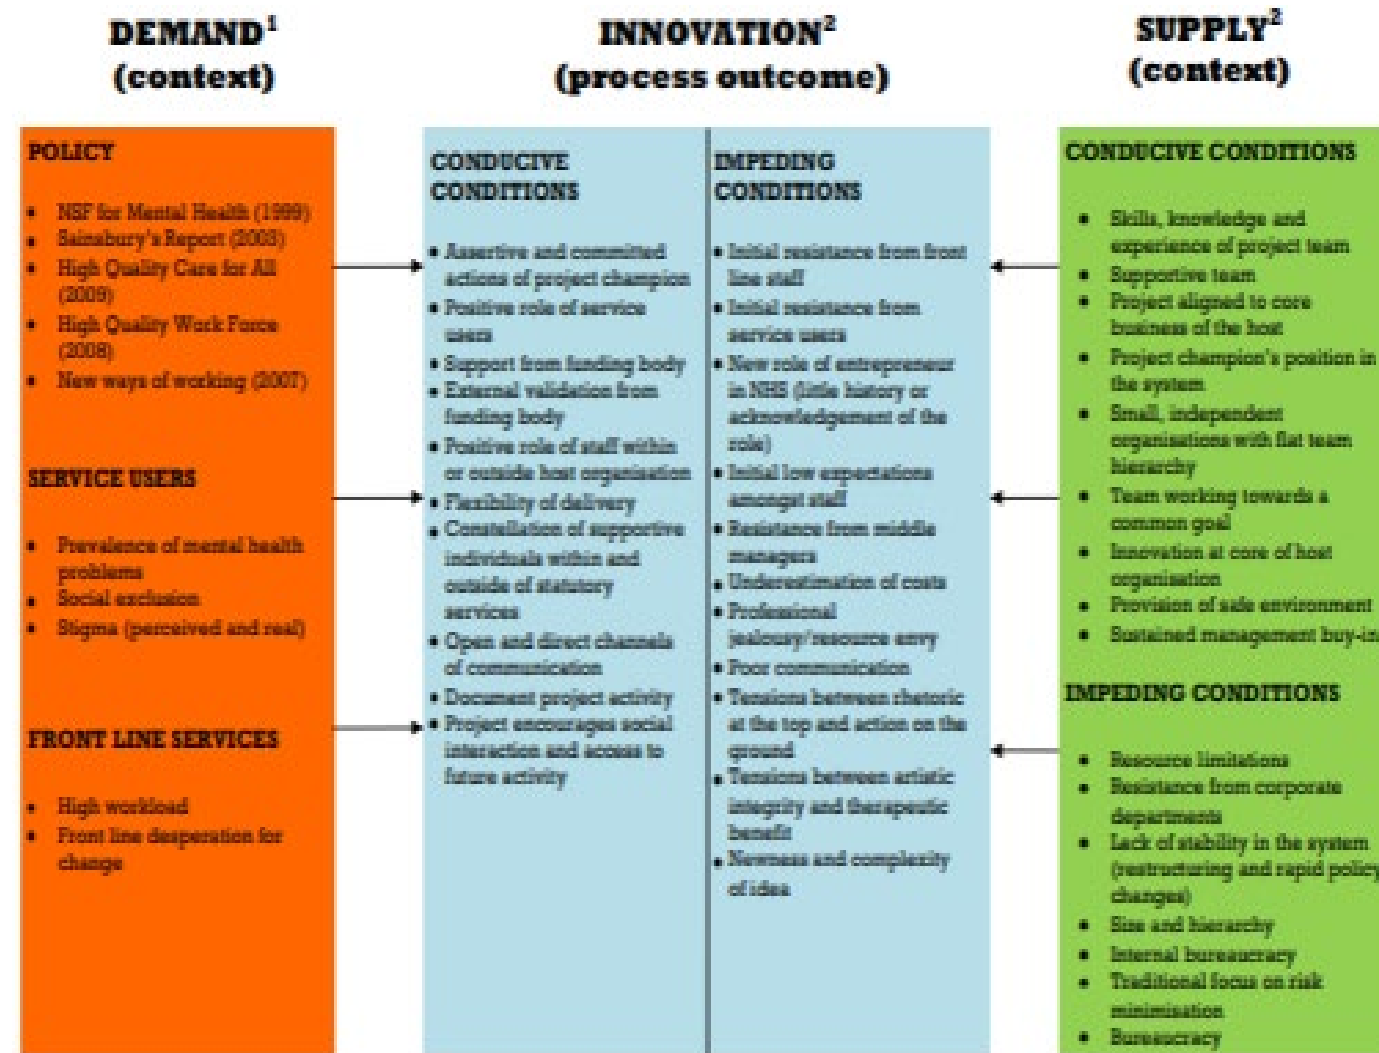 DEMAND¹
(context)
INNOVATION²
(process outcome)
SUPPLY²
(context)
POLICY
• NSF for Mental Health (1999)
• Sainsbury's Report (2003)
• High Quality Care for All
(2009)
• High Quality Work Force
(2008)
• New ways of working (2007)
SERVICE USERS
• Prevalence of mental health
problems
• Social exclusion
• Stigma (perceived and real)
FRONT LINE SERVICES
• High workload
• Front line desperation for
change
CONDUCIVE
CONDITIONS
• Assertive and committed
actions of project champion
• Positive role of service
users
• Support from funding body
• External validation from
funding body
• Positive role of staff within
or outside host organisation
• Flexibility of delivery
• Constellation of supportive
individuals within and
outside of statutory
services
• Open and direct channels
of communication
• Document project activity
• Project encourages social
interaction and access to
future activity
IMPEDING
CONDITIONS
• Initial resistance from front
line staff
• Initial resistance from
service users
• New role of entrepreneur
in NHS (little history or
acknowledgement of the
role)
• Initial low expectations
amongst staff
• Resistance from middle
managers
• Underestimation of costs
• Professional
jealousy/resource envy
• Poor communication
• Tensions between rhetoric
at the top and action on the
ground
• Tensions between artistic
integrity and therapeutic
benefit
• Newness and complexity
of idea
CONDUCIVE CONDITIONS
• Skills, knowledge and
experience of project team
• Supportive team
• Project aligned to core
business of the host
• Project champion's position in
the system
• Small, independent
organisations with flat team
hierarchy
• Team working towards a
common goal
• Innovation at core of host
organisation
• Provision of safe environment
• Sustained management buy-in
IMPEDING CONDITIONS
• Resource limitations
• Resistance from corporate
departments
• Lack of stability in the system
(restructuring and rapid policy
changes)
• Size and hierarchy
• Internal bureaucracy
• Traditional focus on risk
minimisation
• Bureaucracy